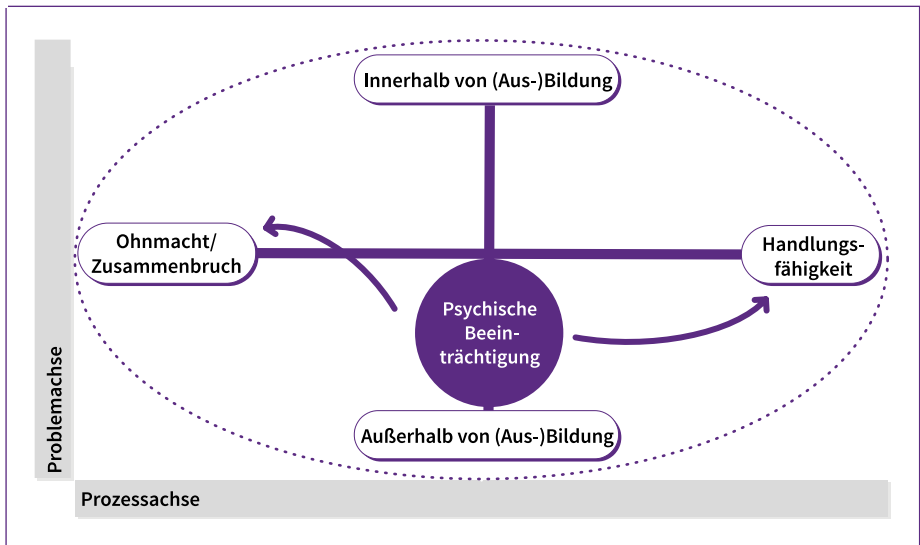 Innerhalb von (Aus-)Bildung
Ohnmacht/
Zusammenbruch
Handlungs-
fähigkeit
Psychische
Beein-
trächtigung
Außerhalb von (Aus-)Bildung
Problemachse
Prozessachse